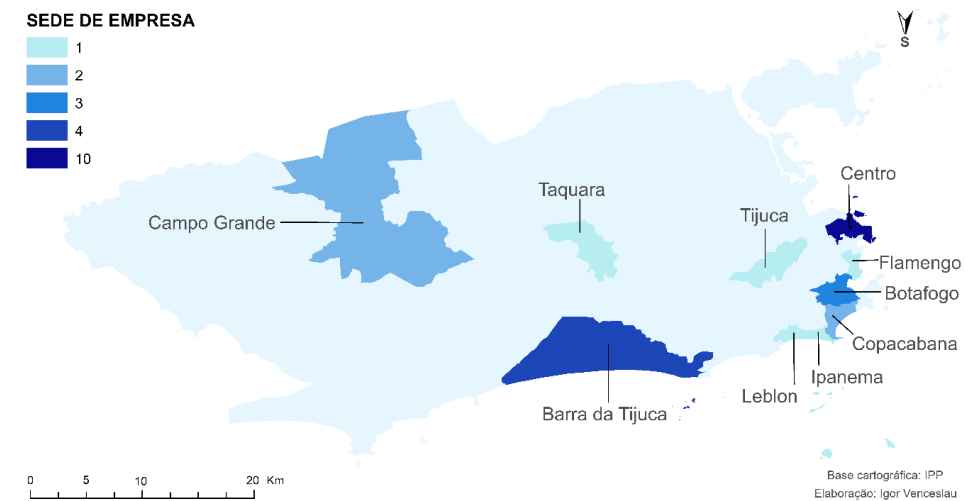 SEDE DE EMPRESA
1
2
3
4
10
S
Centro
Taquara
Tijuca
Campo Grande
Flamengo
Botafogo
Copacabana
Ipanema
Leblon
Barra da Tijuca
0 5 10 20 Km
Base cartográfica: IPP
Elaboração: Igor Venceslau